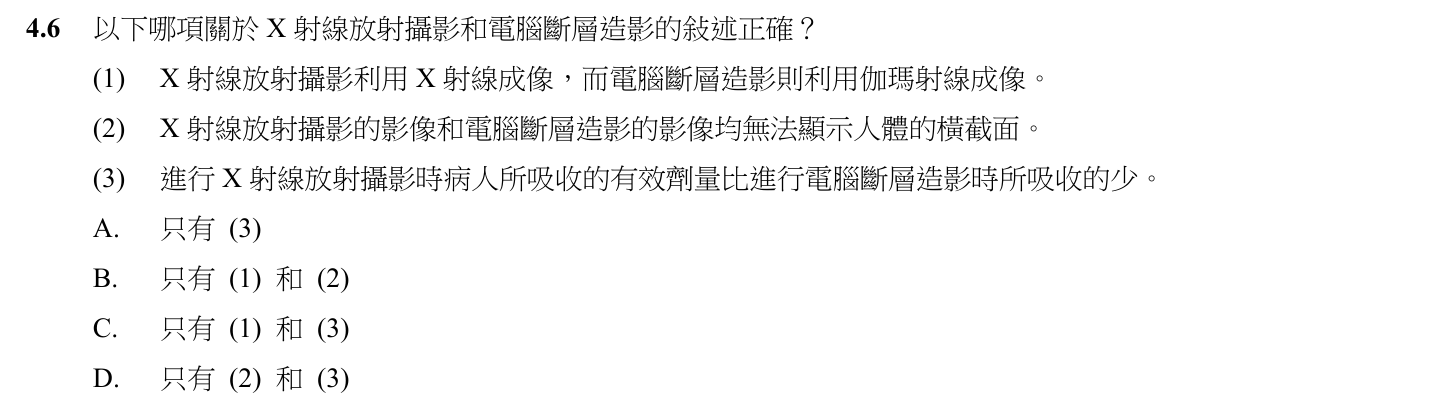 4.6 以下哪項關於 X 射線放射攝影和電腦斷層造影的敍述正確？
(1) X 射線放射攝影利用 X 射線成像，而電腦斷層造影則利用伽瑪射線成像。
(2) X 射線放射攝影的影像和電腦斷層造影的影像均無法顯示人體的橫截面。
(3) 進行 X 射線放射攝影時病人所吸收的有效劑量比進行電腦斷層造影時所吸收的少。
A. 只有 (3)
B. 只有 (1) 和 (2)
C. 只有 (1) 和 (3)
D. 只有 (2) 和 (3)